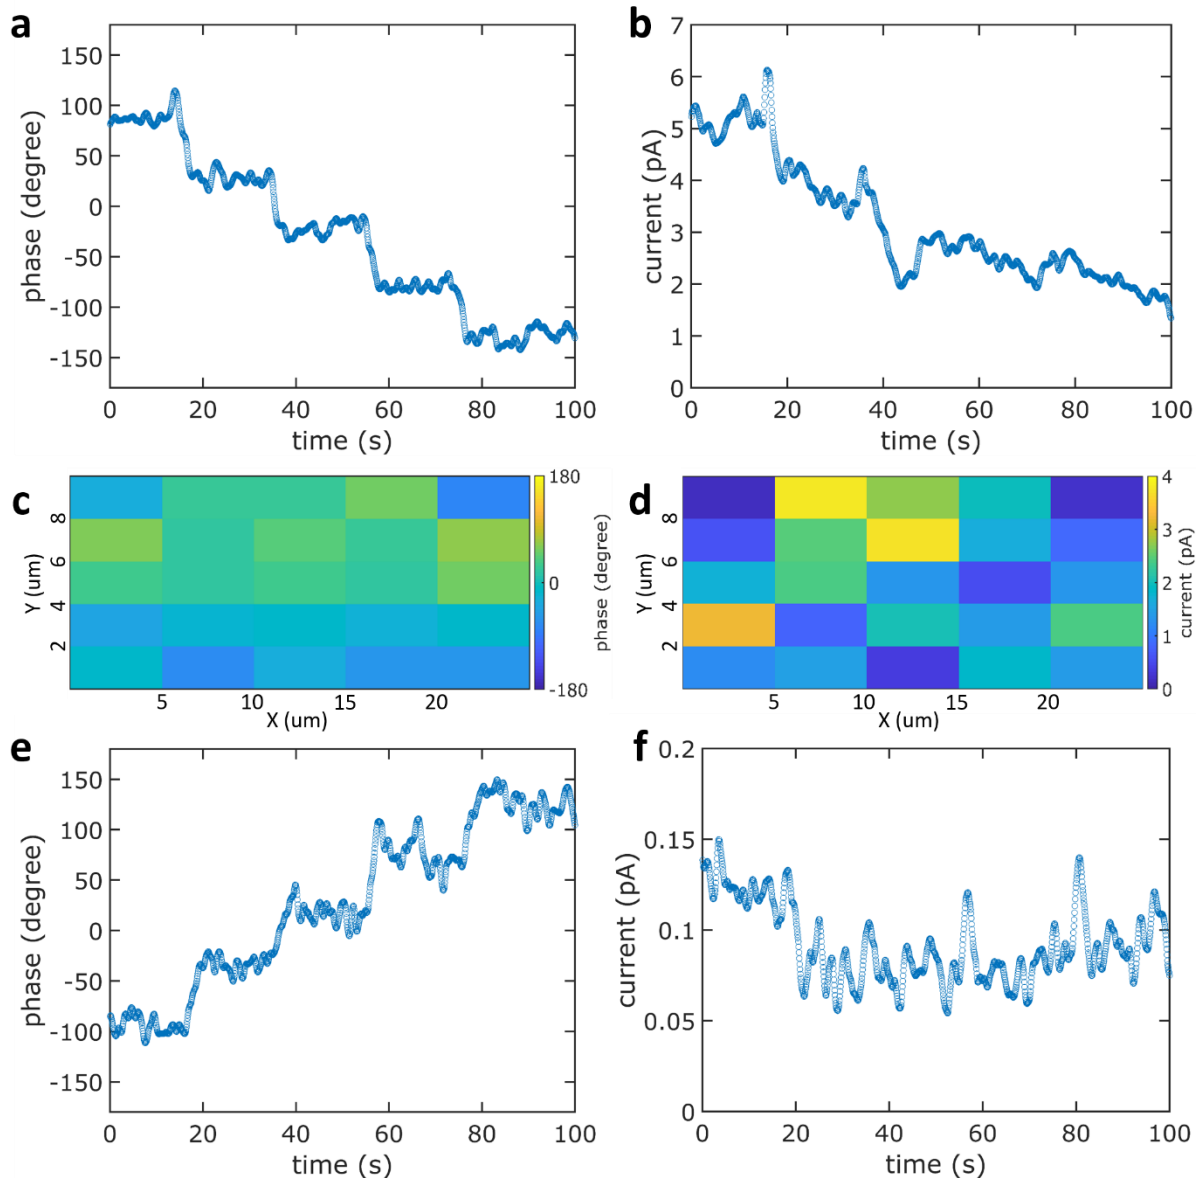 a
150
100
50
0
-50
-100
-150
phase (degree)
0 20 40 60 80 100
time (s)
b
7
6
5
4
3
2
1
0
current (pA)
0 20 40 60 80 100
time (s)
c
8
6
4
2
Y (um)
5 10 15 20
X (um)
180
0
-180
phase (degree)
d
8
6
4
2
Y (um)
5 10 15 20
X (um)
4
3
2
1
0
current (pA)
e
150
100
50
0
-50
-100
-150
phase (degree)
0 20 40 60 80 100
time (s)
f
0.2
0.15
0.1
0.05
0
current (pA)
0 20 40 60 80 100
time (s)